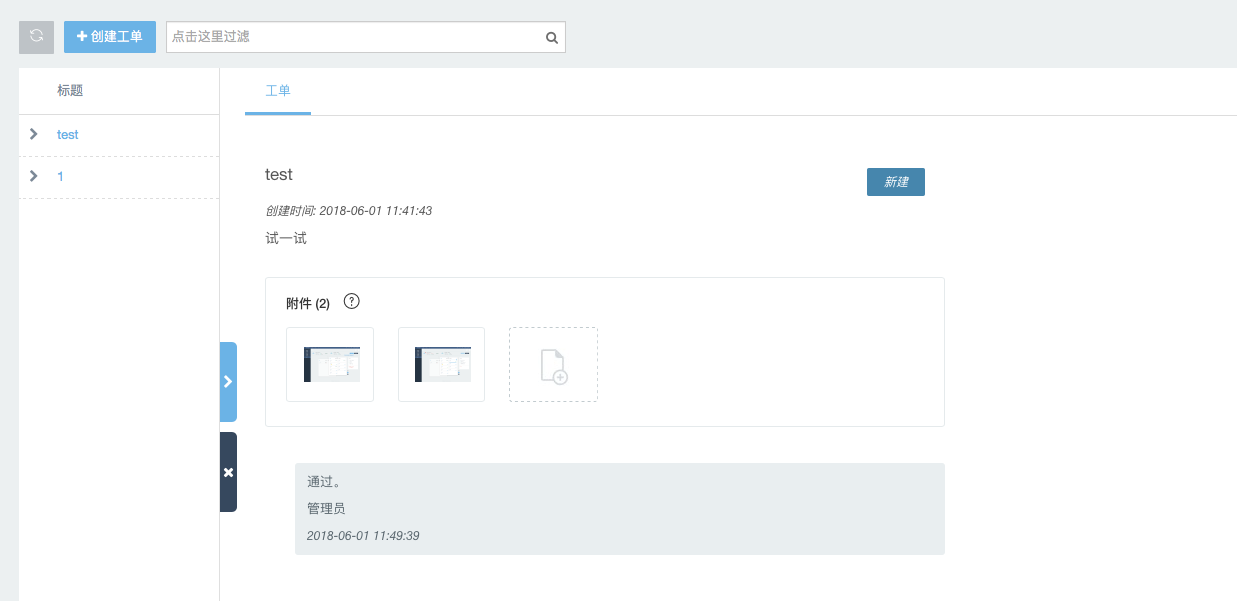 创建工单
点击这里过滤
标题
工单
test
1
test
新建
创建时间: 2018-06-01 11:41:43
试一试
附件 (2)
通过。
管理员
2018-06-01 11:49:39